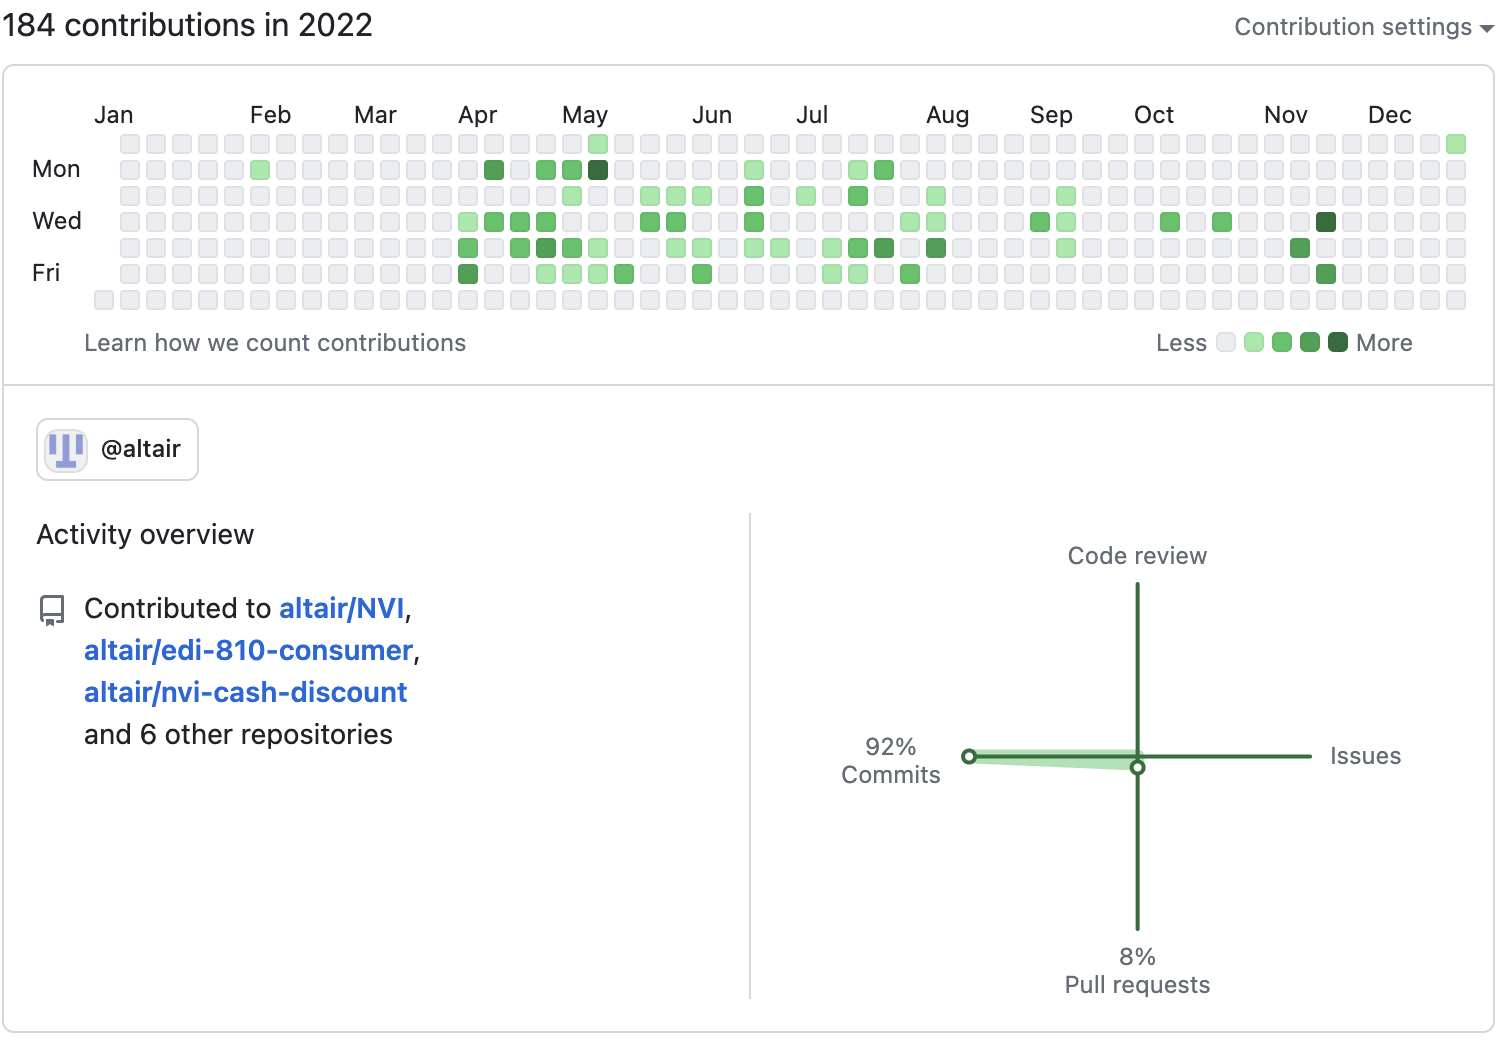 184 contributions in 2022
Contribution settings
Jan Feb Mar Apr May Jun Jul Aug Sep Oct Nov Dec
Mon
Wed
Fri
Learn how we count contributions
Less More
@altair
Activity overview
Contributed to altair/NVI,
altair/edi-810-consumer,
altair/nvi-cash-discount
and 6 other repositories
Code review
92%
Commits
Issues
8%
Pull requests